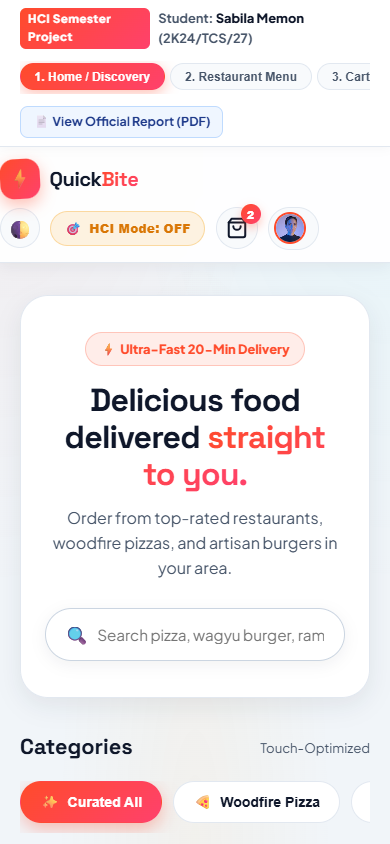 HCI Semester
Project
Student: Sabila Memon
(2K24/TCS/27)
1. Home / Discovery
2. Restaurant Menu
3. Cart
View Official Report (PDF)
QuickBite
HCI Mode: OFF
2
Ultra-Fast 20-Min Delivery
Delicious food
delivered straight
to you.
Order from top-rated restaurants,
woodfire pizzas, and artisan burgers in
your area.
Search pizza, wagyu burger, ram
Categories
Touch-Optimized
Curated All
Woodfire Pizza